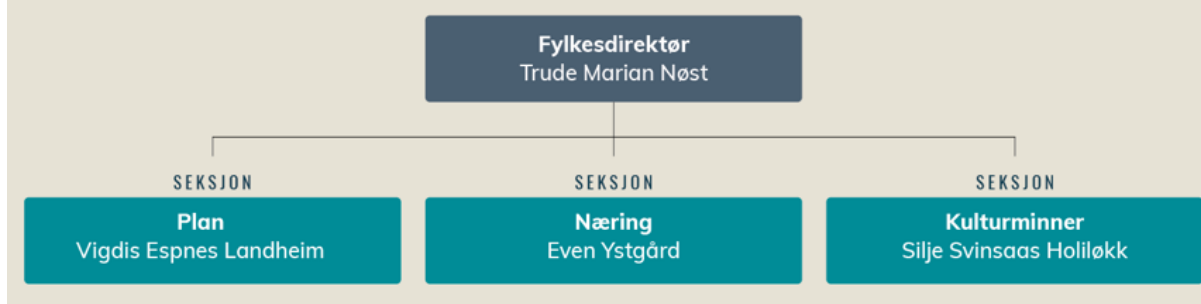 Fylkesdirektør
Trude Marian Nøst
SEKSJON
Plan
Vigdis Espnes Landheim
SEKSJON
Næring
Even Ystgård
SEKSJON
Kulturminner
Silje Svinsaas Holiløkk